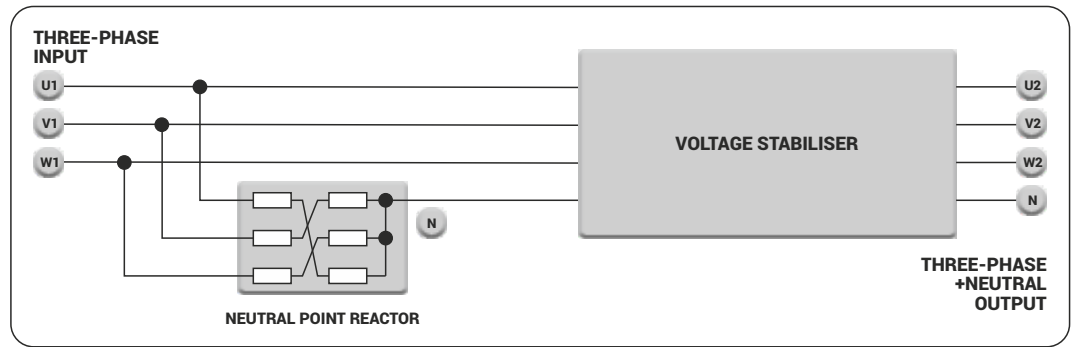 THREE-PHASE
INPUT
U1
V1
W1
N
NEUTRAL POINT REACTOR
VOLTAGE STABILISER
U2
V2
W2
N
THREE-PHASE
+NEUTRAL
OUTPUT